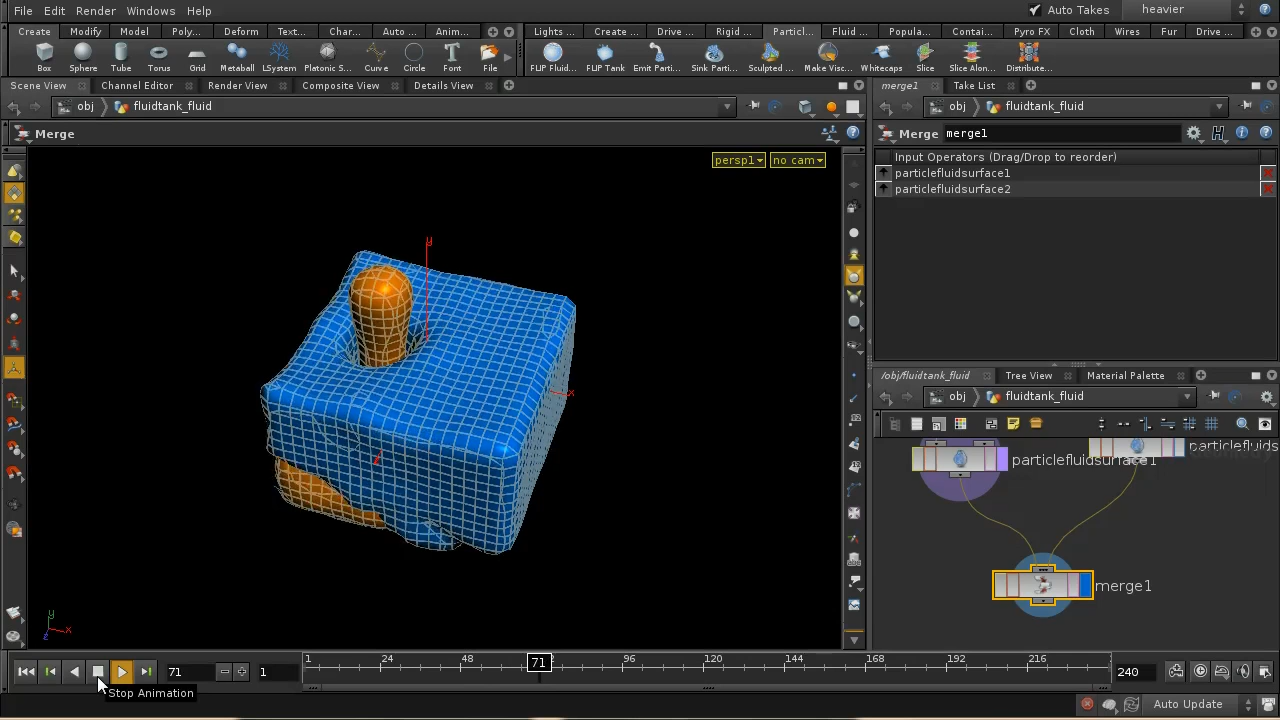 File Edit Render Windows Help Auto Takes heavier
Create Modify Model Poly... Deform Text... Char... Auto ... Anim... Lights ... Create ... Drive ... Rigid ... Particl... Fluid ... Popula... Contai... Pyro FX Cloth Wires Fur Drive ...
Box Sphere Tube Torus Grid Metaball LSystem Platonic S... Curve Circle Font File FLIP Fluid... FLIP Tank Emit Parti... Sink Parti... Sculpted ... Make Visc... Whitecaps Slice Slice Alon... Distribute...
Scene View Channel Editor Render View Composite View Details View merge1 Take List
obj fluidtank_fluid obj fluidtank_fluid
Merge Merge merge1
persp1 no cam Input Operators (Drag/Drop to reorder)
particlefluidsurface1
particlefluidsurface2
y
/obj/fluidtank_fluid Tree View Material Palette
x obj fluidtank_fluid
particlefluids
particlefluidsurface1
merge1
y
x
z
71 1 1 24 48 71 96 120 144 168 192 216 240
Stop Animation
Auto Update